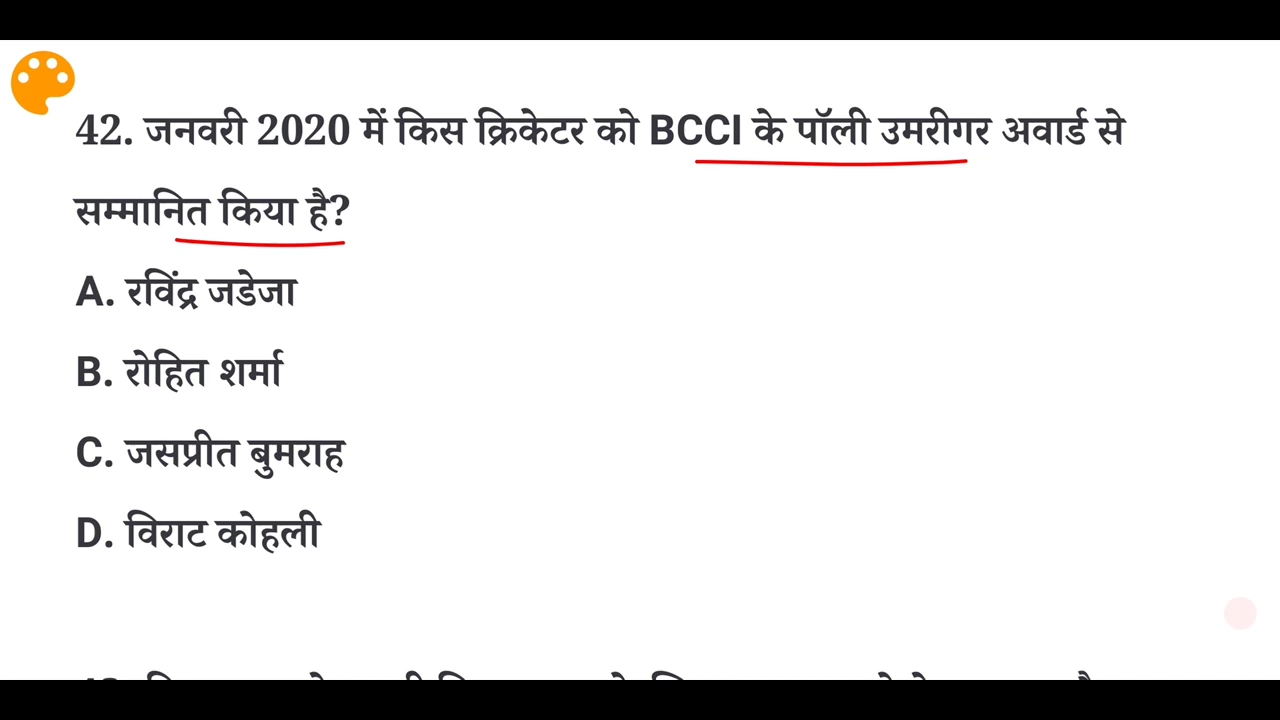 42. जनवरी 2020 में किस क्रिकेटर को BCCI के पॉली उमरीगर अवार्ड से
सम्मानित किया है?
A. रविंद्र जडेजा
B. रोहित शर्मा
C. जसप्रीत बुमराह
D. विराट कोहली